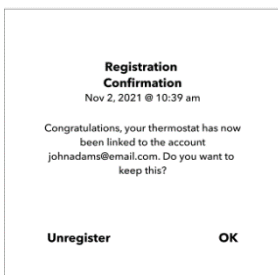 Registration
Confirmation
Nov 2, 2021 @ 10:39 am
Congratulations, your thermostat has now
been linked to the account
johnadams@email.com. Do you want to
keep this?
Unregister OK